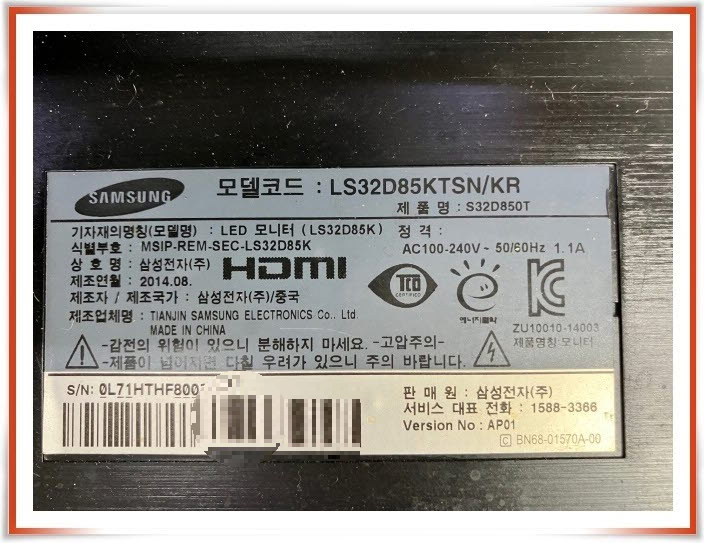 SAMSUNG
모델코드 : LS32D85KTSN/KR
제 품 명 : S32D850T
기자재의명칭(모델명) : LED 모니터 (LS32D85K)
정 격 :
식별부호 : MSIP-REM-SEC-LS32D85K
AC100-240V~ 50/60Hz 1.1A
상 호 명 : 삼성전자(주)
HDMI
TCO
CERTIFIED
에너지절약
제조연월 : 2014.08.
제조자 / 제조국가 : 삼성전자(주)/중국
제조업체명 : TIANJIN SAMSUNG ELECTRONICS Co., Ltd
MADE IN CHINA
ZU10010-14003
제품명칭:모니터
-감전의 위험이 있으니 분해하지 마세요. -고압주의-
-제품이 넘어지면 다칠 우려가 있으니 주의 바랍니다.
S/N: 0L71HTHF800
판 매 원 : 삼성전자(주)
서비스 대표 전화 : 1588-3366
Version No : AP01
C BN68-01570A-00